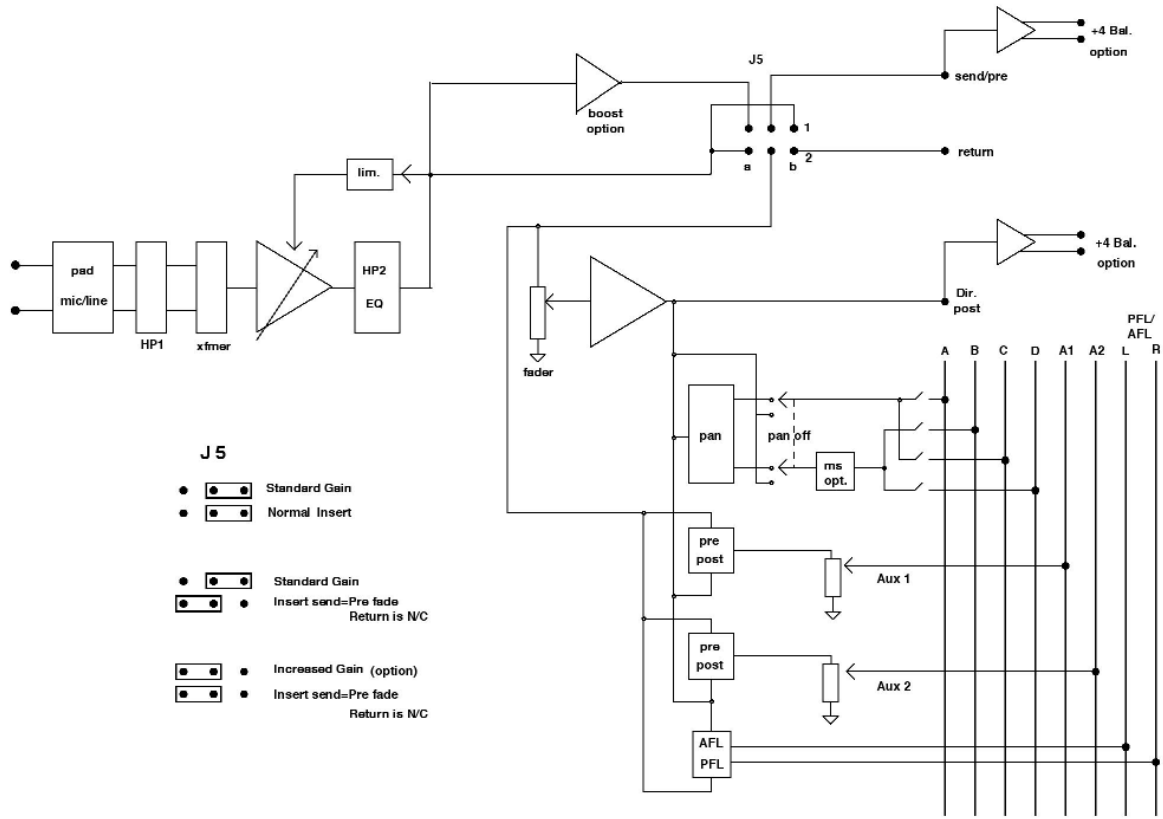 +4 Bal.
option
J5
send/pre
boost
option
1
2
a
b
return
lim.
+4 Bal.
option
pad
mic/line
HP1
xfmer
HP2
EQ
Dir.
post
fader
PFL/
AFL
A B C D A1 A2 L R
pan
pan off
ms
opt.
J 5
Standard Gain
Normal Insert
pre
post
Aux 1
Standard Gain
Insert send=Pre fade
Return is N/C
pre
post
Aux 2
Increased Gain (option)
Insert send=Pre fade
Return is N/C
AFL
PFL